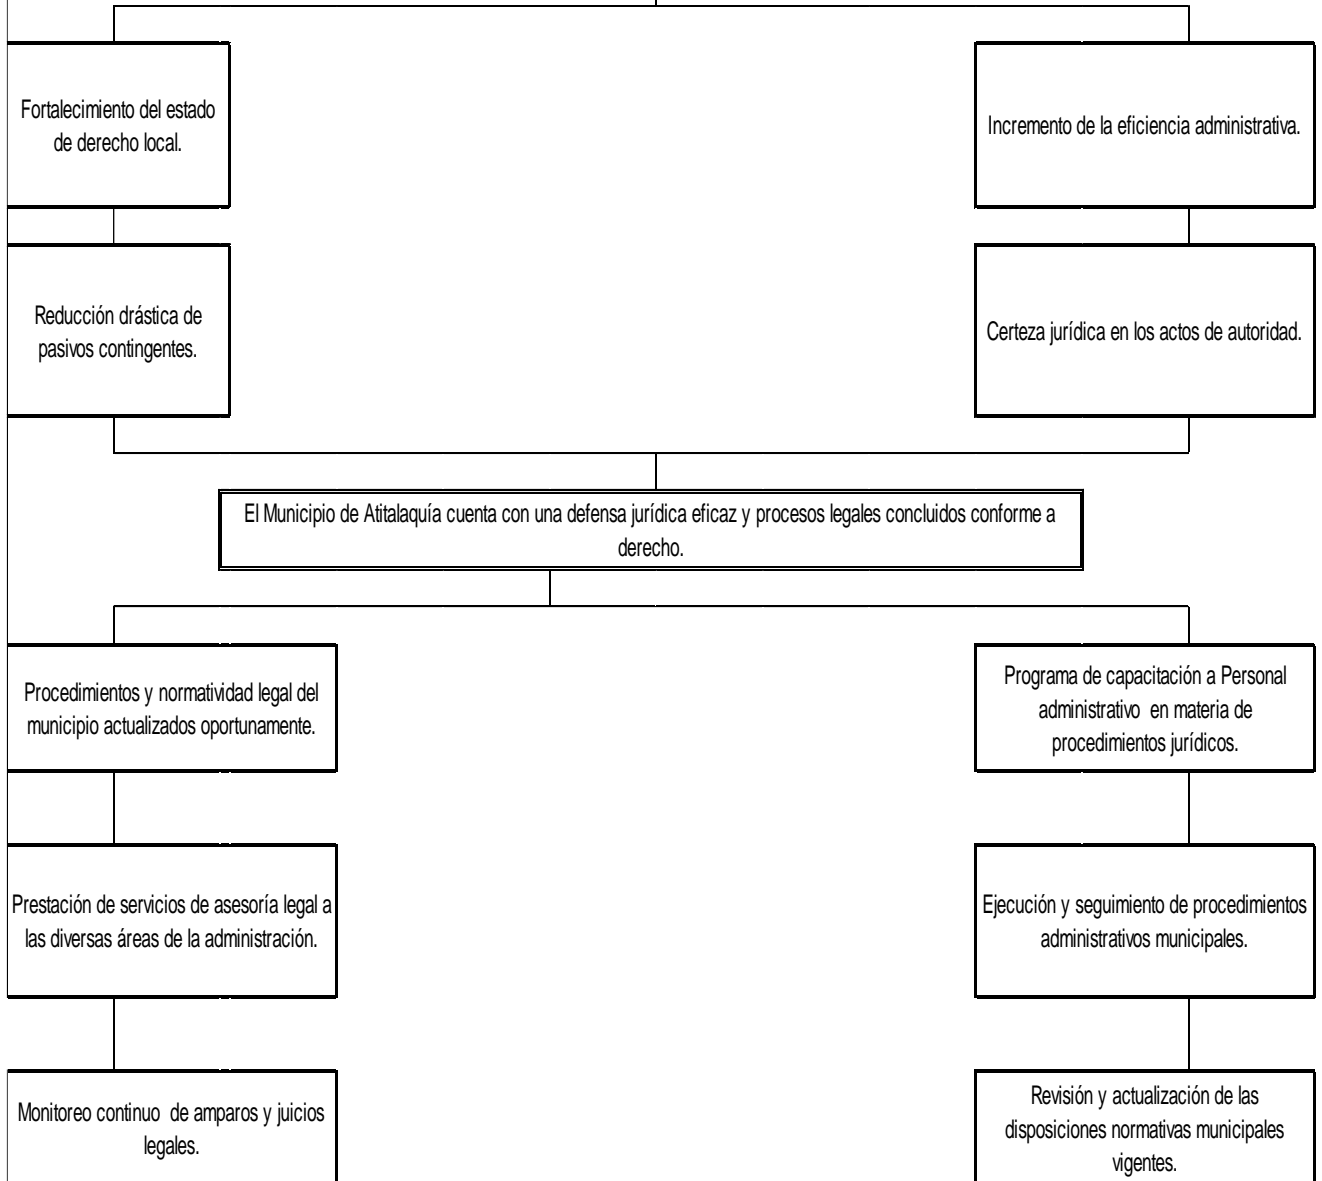 Fortalecimiento del estado
de derecho local.
Incremento de la eficiencia administrativa.
Reducción drástica de
pasivos contingentes.
Certeza jurídica en los actos de autoridad.
El Municipio de Atitalaquía cuenta con una defensa jurídica eficaz y procesos legales concluidos conforme a
derecho.
Procedimientos y normatividad legal del
municipio actualizados oportunamente.
Programa de capacitación a Personal
administrativo en materia de
procedimientos jurídicos.
Prestación de servicios de asesoría legal a
las diversas áreas de la administración.
Ejecución y seguimiento de procedimientos
administrativos municipales.
Monitoreo continuo de amparos y juicios
legales.
Revisión y actualización de las
disposiciones normativas municipales
vigentes.